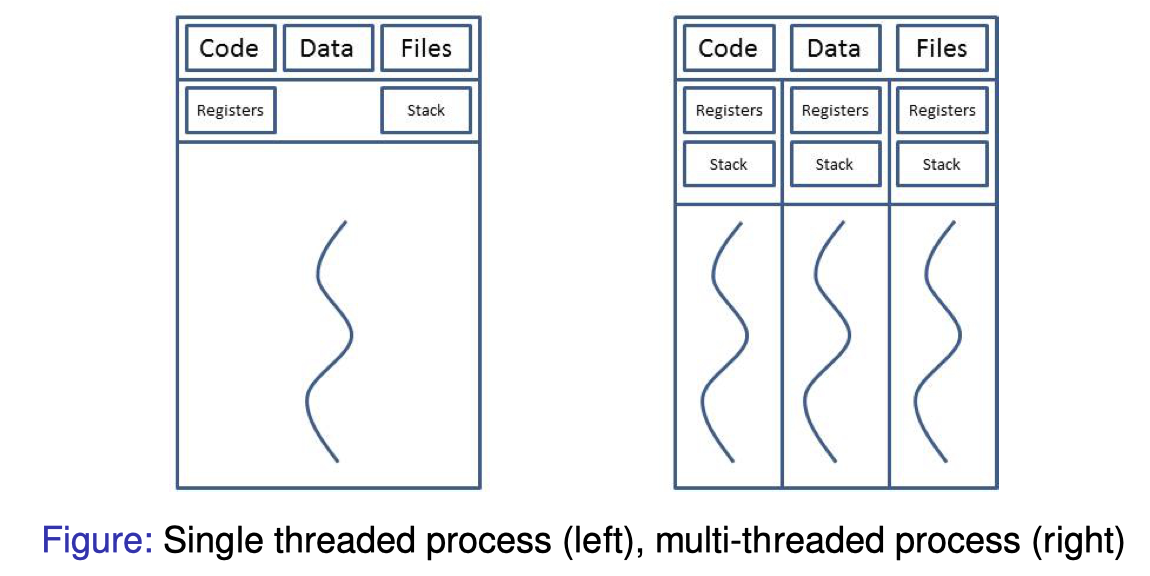 Code Data Files
Registers Stack
Code Data Files
Registers Registers Registers
Stack Stack Stack
Figure: Single threaded process (left), multi-threaded process (right)